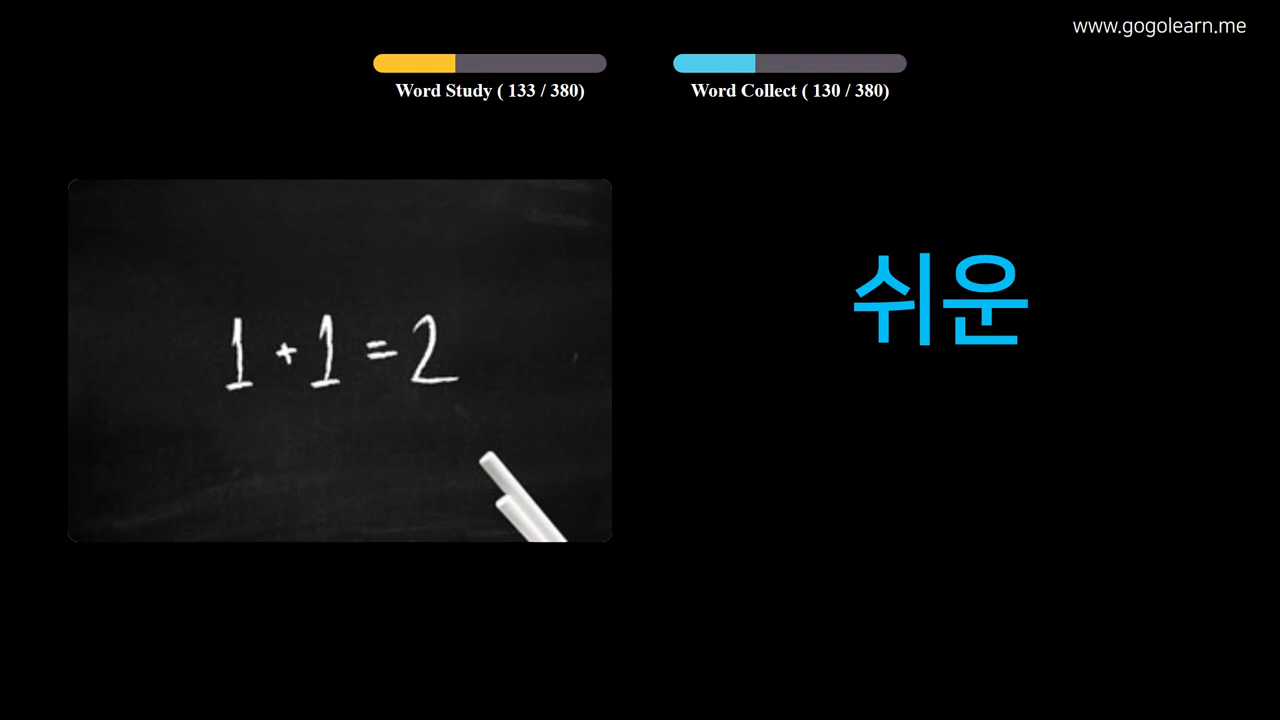 www.gogolearn.me
Word Study ( 133 / 380)
Word Collect ( 130 / 380)
쉬운
1 + 1 = 2